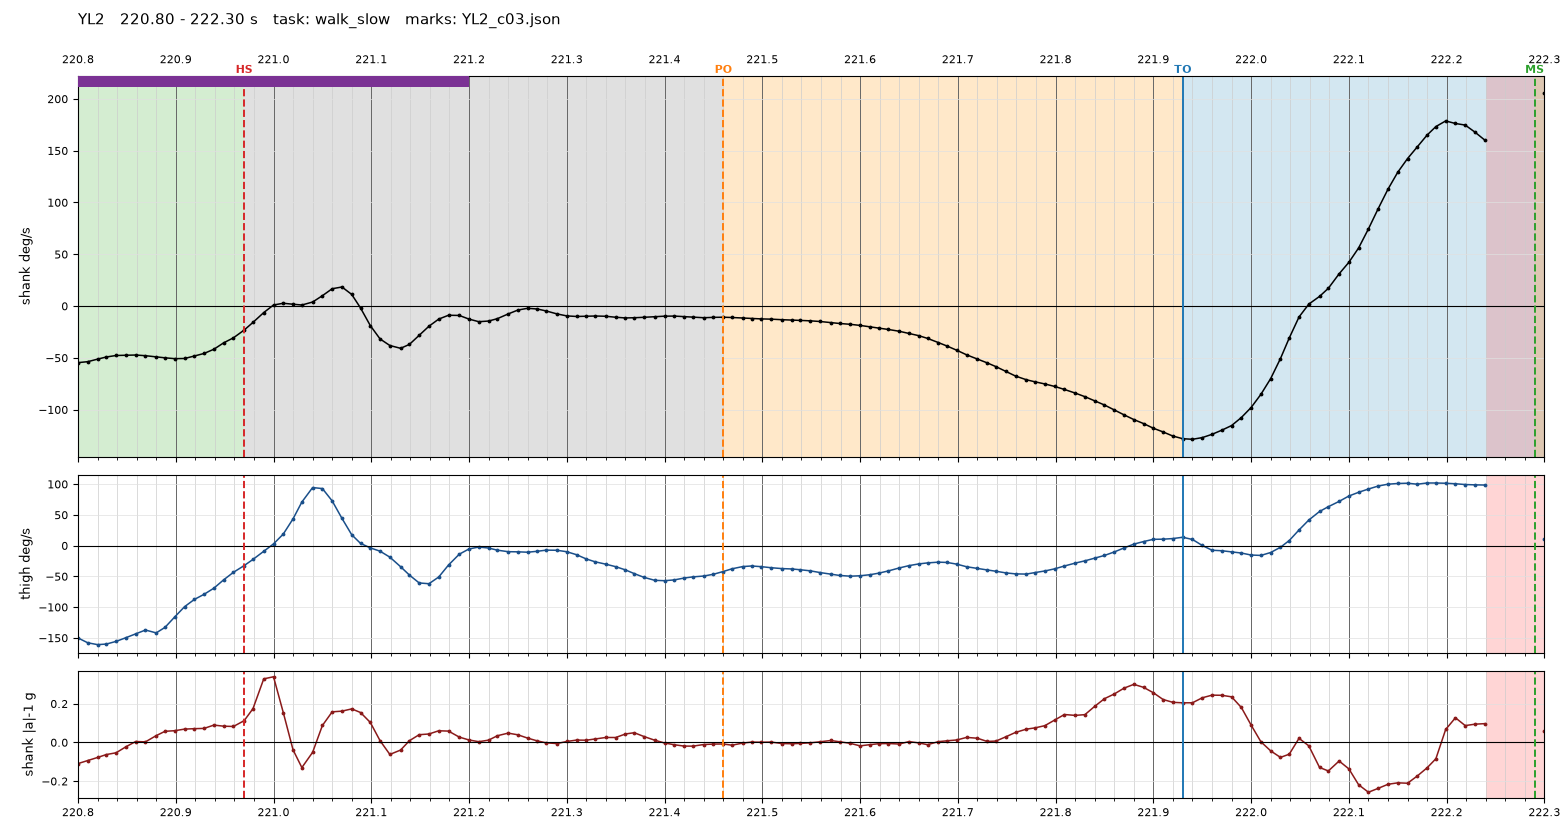 YL2   220.80 - 222.30 s   task: walk_slow   marks: YL2_c03.json
220.8 220.9 221.0 221.1 221.2 221.3 221.4 221.5 221.6 221.7 221.8 221.9 222.0 222.1 222.2 222.3
HS PO TO MS
shank deg/s
200
150
100
50
0
−50
−100
thigh deg/s
100
50
0
−50
−100
−150
shank |a|-1 g
0.2
0.0
−0.2
220.8 220.9 221.0 221.1 221.2 221.3 221.4 221.5 221.6 221.7 221.8 221.9 222.0 222.1 222.2 222.3